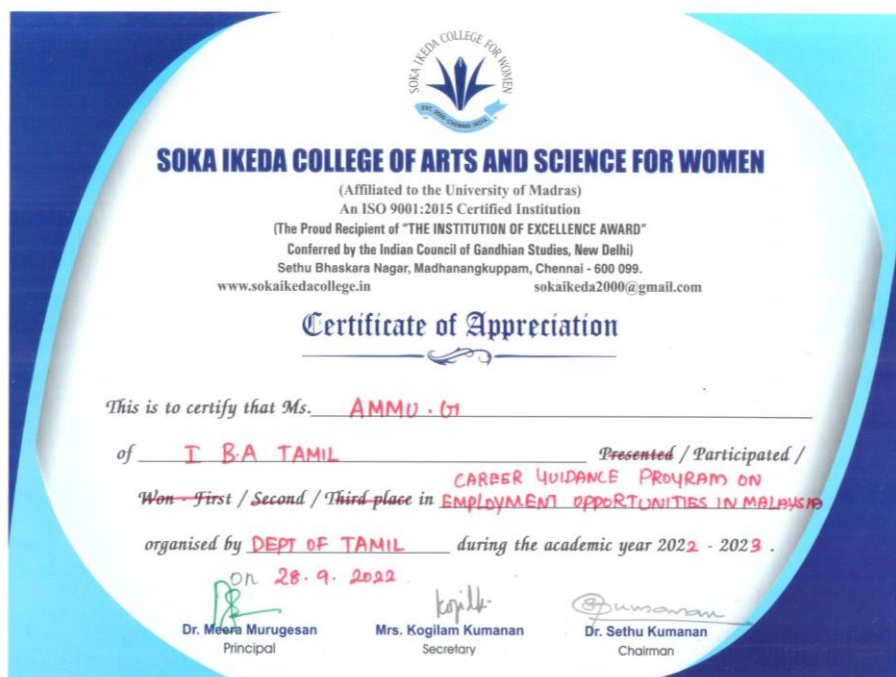 SOKA IKEDA COLLEGE FOR WOMEN
EST. 2000 CHENNAI INDIA
SOKA IKEDA COLLEGE OF ARTS AND SCIENCE FOR WOMEN
(Affiliated to the University of Madras)
An ISO 9001:2015 Certified Institution
(The Proud Recipient of "THE INSTITUTION OF EXCELLENCE AWARD"
Conferred by the Indian Council of Gandhian Studies, New Delhi)
Sethu Bhaskara Nagar, Madhanangkuppam, Chennai - 600 099.
www.sokaikedacollege.in sokaikeda2000@gmail.com
Certificate of Appreciation
This is to certify that Ms. AMMU . G
of I B.A TAMIL Presented / Participated /
CAREER GUIDANCE PROGRAM ON
Won - First / Second / Third place in EMPLOYMENT OPPORTUNITIES IN MALAYSIA
organised by DEPT OF TAMIL during the academic year 2022 - 2023 .
on 28.9.2022
Dr. Meera Murugesan Mrs. Kogilam Kumanan Dr. Sethu Kumanan
Principal Secretary Chairman